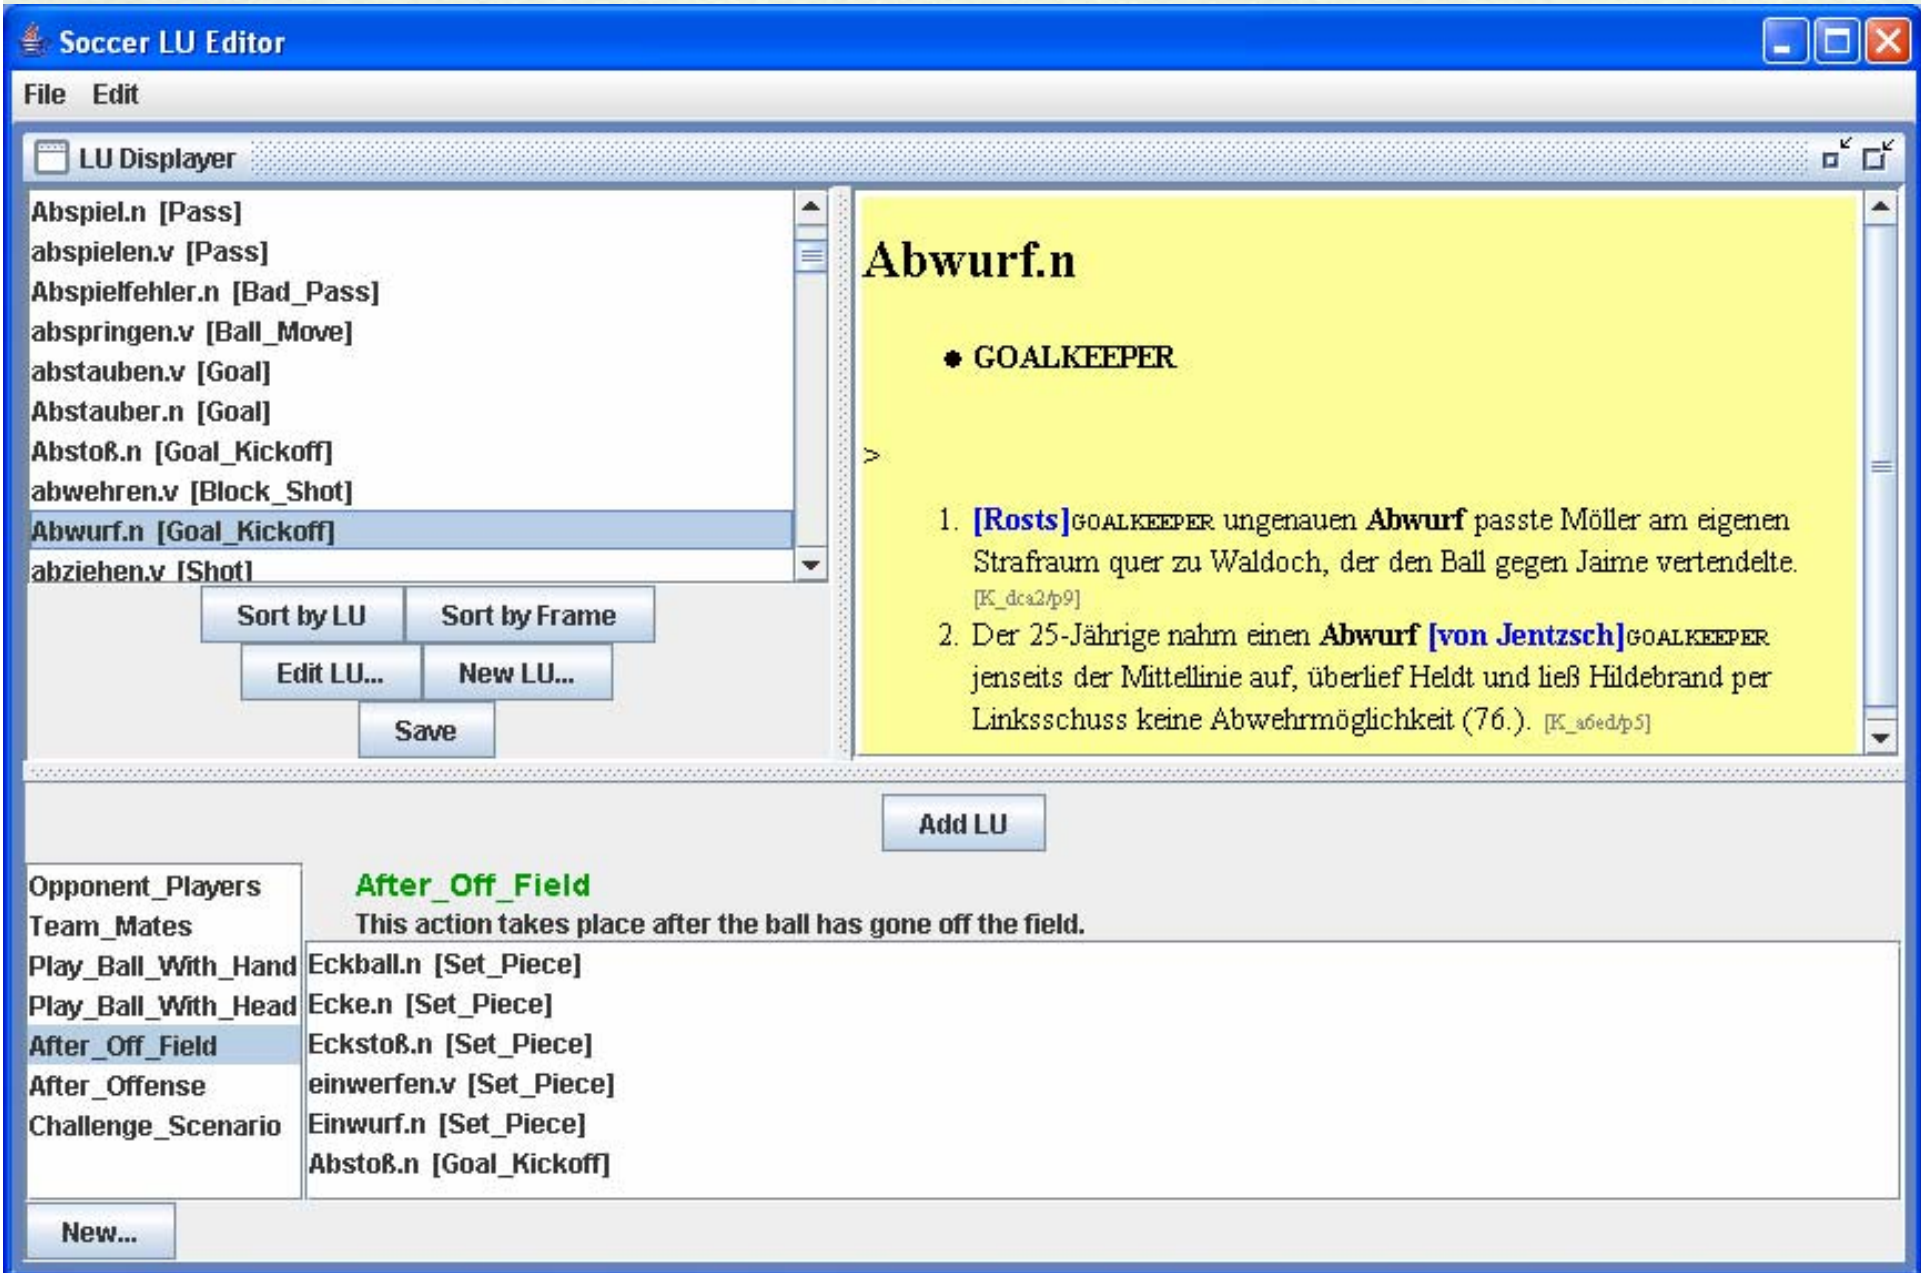 Soccer LU Editor
File Edit
LU Displayer
Abspiel.n [Pass]
abspielen.v [Pass]
Abspielfehler.n [Bad_Pass]
abspringen.v [Ball_Move]
abstauben.v [Goal]
Abstauber.n [Goal]
Abstoß.n [Goal_Kickoff]
abwehren.v [Block_Shot]
Abwurf.n [Goal_Kickoff]
abziehen.v [Shot]
Sort by LU Sort by Frame
Edit LU... New LU...
Save
Abwurf.n
• GOALKEEPER
>
1. [Rosts]GOALKEEPER ungenauen Abwurf passte Möller am eigenen
Strafraum quer zu Waldoch, der den Ball gegen Jaime vertendelte.
[K_dca2/p9]
2. Der 25-Jährige nahm einen Abwurf [von Jentzsch]GOALKEEPER
jenseits der Mittellinie auf, überlief Heldt und ließ Hildebrand per
Linksschuss keine Abwehrmöglichkeit (76.). [K_a6ed/p5]
Add LU
Opponent_Players
Team_Mates
Play_Ball_With_Hand
Play_Ball_With_Head
After_Off_Field
After_Offense
Challenge_Scenario
After_Off_Field
This action takes place after the ball has gone off the field.
Eckball.n [Set_Piece]
Ecke.n [Set_Piece]
Eckstoß.n [Set_Piece]
einwerfen.v [Set_Piece]
Einwurf.n [Set_Piece]
Abstoß.n [Goal_Kickoff]
New...